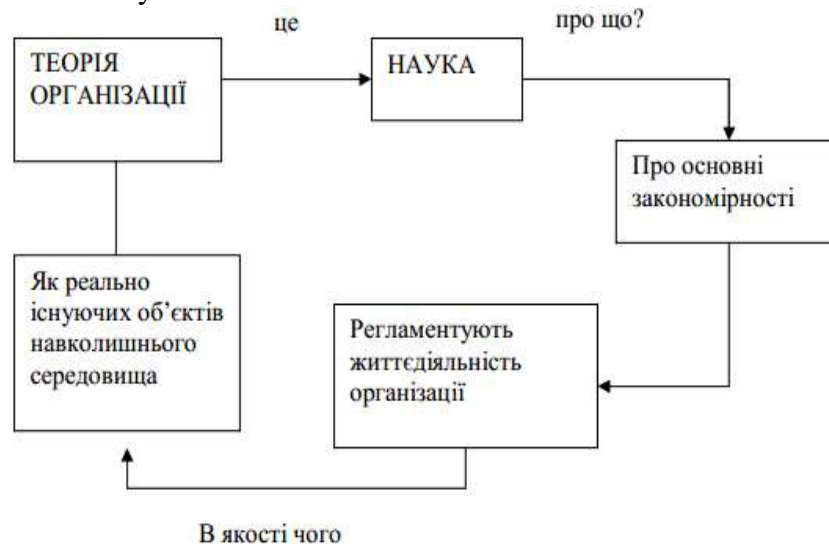 це
про що?
ТЕОРІЯ
ОРГАНІЗАЦІЇ
НАУКА
Про основні
закономірності
Регламентують
життєдіяльність
організації
Як реально
існуючих об’єктів
навколишнього
середовища
В якості чого